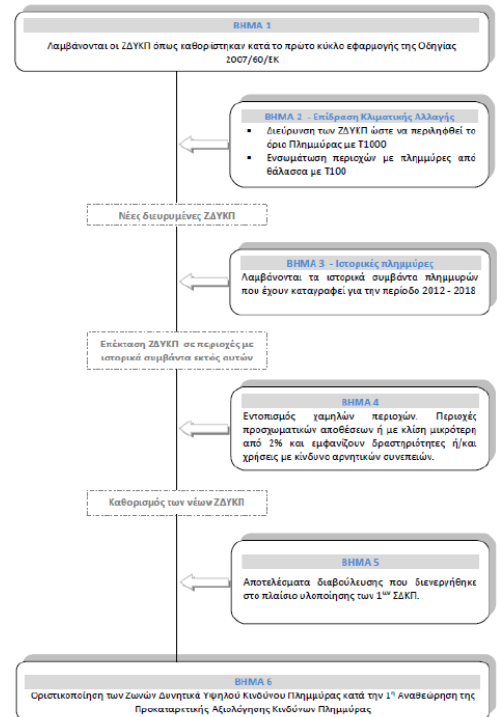 ΒΗΜΑ 1
Λαμβάνονται οι ΖΔΥΚΠ όπως καθορίστηκαν κατά το πρώτο κύκλο εφαρμογής της Οδηγίας
2007/60/ΕΚ
ΒΗΜΑ 2 - Επίδραση Κλιματικής Αλλαγής
▪ Διεύρυνση των ΖΔΥΚΠ ώστε να περιληφθεί το
όριο Πλημμύρας με Τ1000
▪ Ενσωμάτωση περιοχών με πλημμύρες από
θάλασσα με Τ100
Νέες διευρυμένες ΖΔΥΚΠ
ΒΗΜΑ 3 - Ιστορικές πλημμύρες
Λαμβάνονται τα ιστορικά συμβάντα πλημμυρών
που έχουν καταγραφεί για την περίοδο 2012 - 2018
Επέκταση ΖΔΥΚΠ σε περιοχές με
ιστορικά συμβάντα εκτός αυτών
ΒΗΜΑ 4
Εντοπισμός χαμηλών περιοχών. Περιοχές
προσχωματικών αποθέσεων ή με κλίση μικρότερη
από 2% και εμφανίζουν δραστηριότητες ή/και
χρήσεις με κίνδυνο αρνητικών συνεπειών.
Καθορισμός των νέων ΖΔΥΚΠ
ΒΗΜΑ 5
Αποτελέσματα διαβούλευσης που διενεργήθηκε
στο πλαίσιο υλοποίησης των 1ων ΣΔΚΠ.
ΒΗΜΑ 6
Οριστικοποίηση των Ζωνών Δυνητικά Υψηλού Κινδύνου Πλημμύρας κατά την 1η Αναθεώρηση της
Προκαταρκτικής Αξιολόγησης Κινδύνων Πλημμύρας